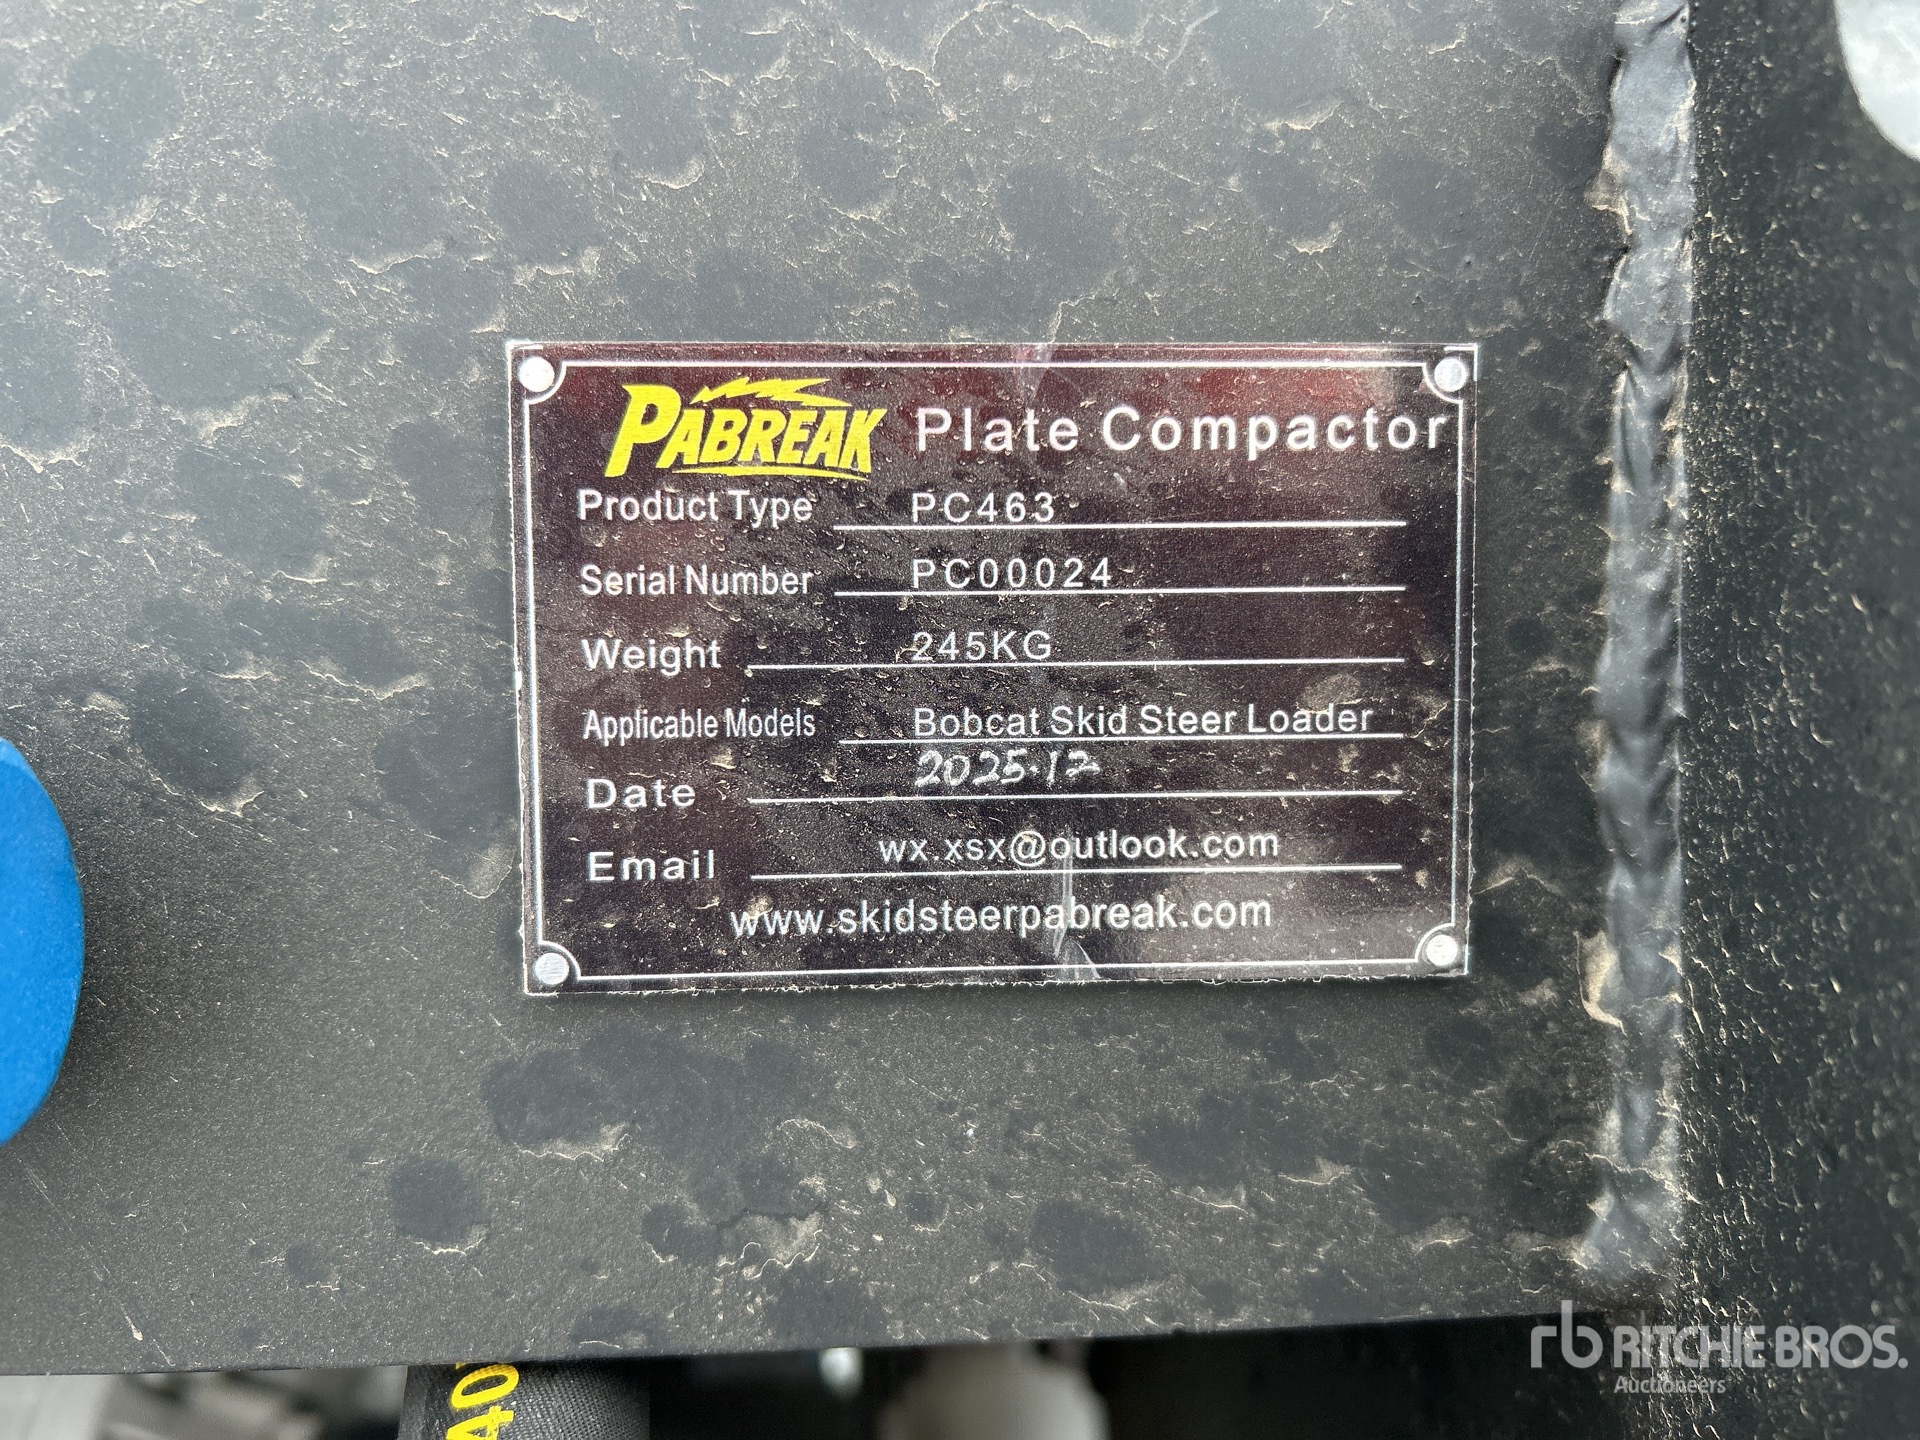 PABREAK Plate Compactor
Product Type PC463
Serial Number PC00024
Weight 245KG
Applicable Models Bobcat Skid Steer Loader
Date 2025.12
Email wx.xsx@outlook.com
www.skidsteerpabreak.com
rb RITCHIE BROS.
Auctioneers